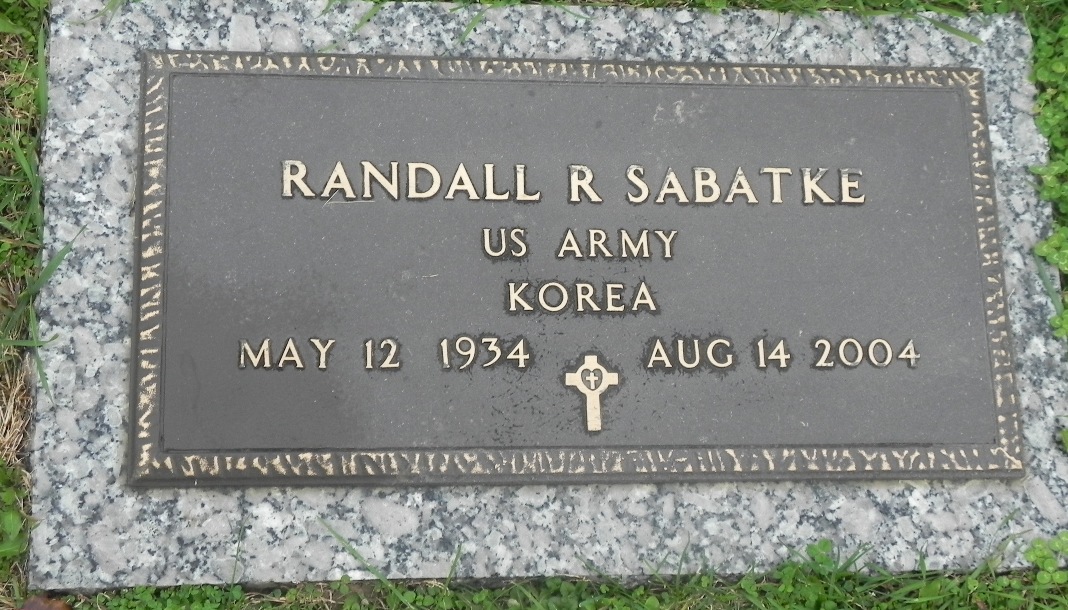 RANDALL R SABATKE
US ARMY
KOREA
MAY 12 1934 AUG 14 2004